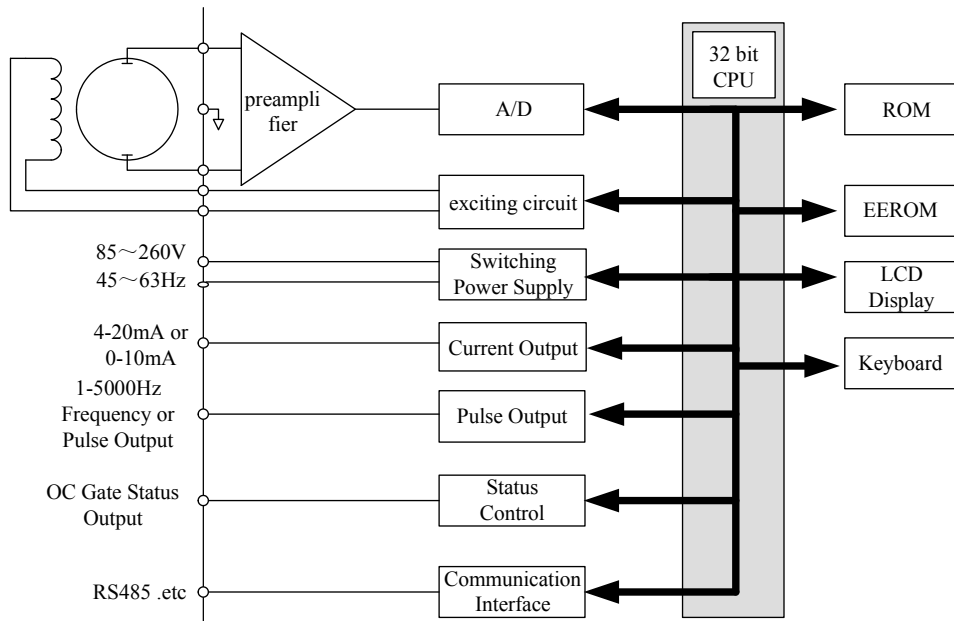 32 bit
CPU
preampli
fier
A/D
ROM
exciting circuit
EEROM
85～260V
45～63Hz
Switching
Power Supply
LCD
Display
4-20mA or
0-10mA
Current Output
Keyboard
1-5000Hz
Frequency or
Pulse Output
Pulse Output
OC Gate Status
Output
Status
Control
RS485 .etc
Communication
Interface